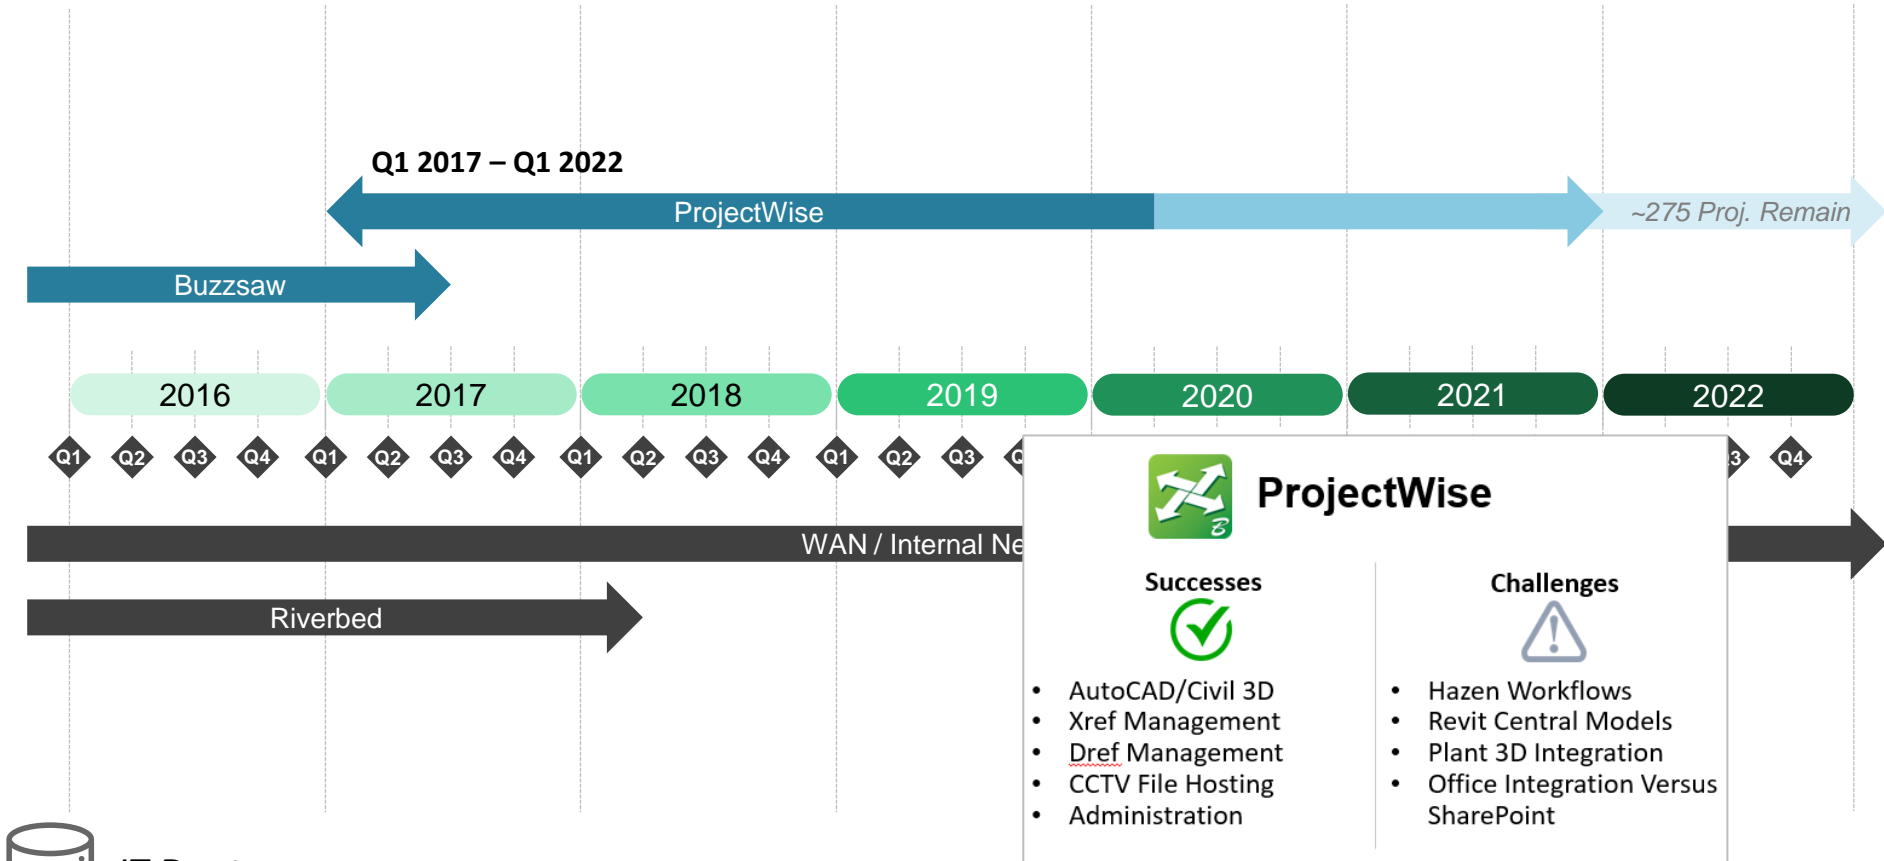 Q1 2017 – Q1 2022
ProjectWise
~275 Proj. Remain
Buzzsaw
2016 2017 2018 2019 2020 2021 2022
Q1 Q2 Q3 Q4 Q1 Q2 Q3 Q4 Q1 Q2 Q3 Q4 Q1 Q2 Q3 Q4
WAN / Internal
Riverbed
B
ProjectWise
Successes
• AutoCAD/Civil 3D
• Xref Management
• Dref Management
• CCTV File Hosting
• Administration
Challenges
• Hazen Workflows
• Revit Central Models
• Plant 3D Integration
• Office Integration Versus
SharePoint